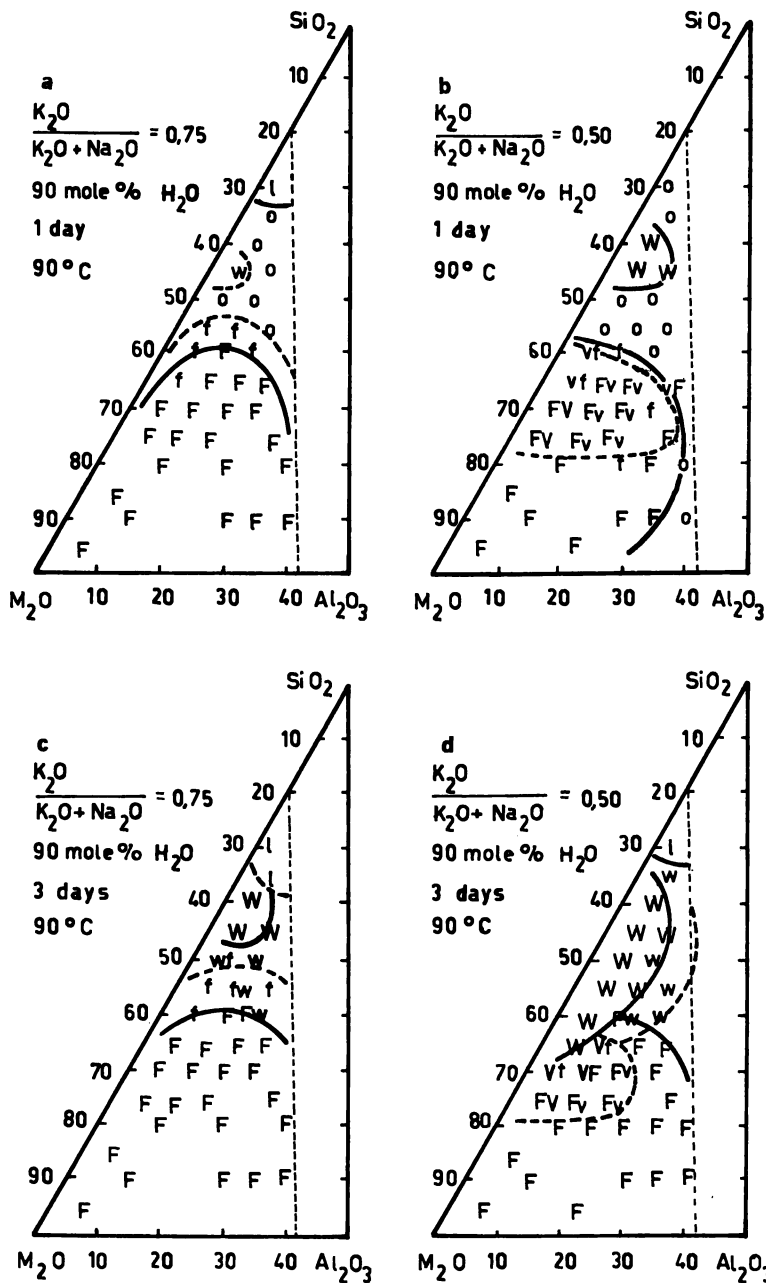 SiO2
a
10
K2O
K2O + Na2O
= 0,75
20
90 mole % H2O
30 l
o
1 day
40 o
90°C
w o
50 o o
f f o
60 f F f
f F F F
70 F F F f
F F F F
80 F F F
F
90 F F F F
F
M2O 10 20 30 40 Al2O3
SiO2
b
10
K2O
K2O + Na2O
= 0,50
20
90 mole % H2O
30 o
o
1 day
40 W
90°C
W W
50 o o
o o o
60 vf f o
vf Fv Fv vF
70 Fv Fv Fv f
Fv Fv Fv F
80 F f F o
F
90 F F F o
F F
M2O 10 20 30 40 Al2O3
SiO2
c
10
K2O
K2O + Na2O
= 0,75
20
90 mole % H2O
30 l
l
3 days
40 W
90°C
W W
50 wf w
f fw f
60 f F Fw
F F F F
70 F F F F
F F F F
80 F F F
F
90 F F F F
F
M2O 10 20 30 40 Al2O3
SiO2
d
10
K2O
K2O + Na2O
= 0,50
20
90 mole % H2O
30 l
w
3 days
40 W
90°C
W W
50 W w
W W w
60 W Fw w
W Vf F F
70 Vf VF Fv F
Fv Fv Fv F
80 F F F F F
F
90 F F F F
F F
M2O 10 20 30 40